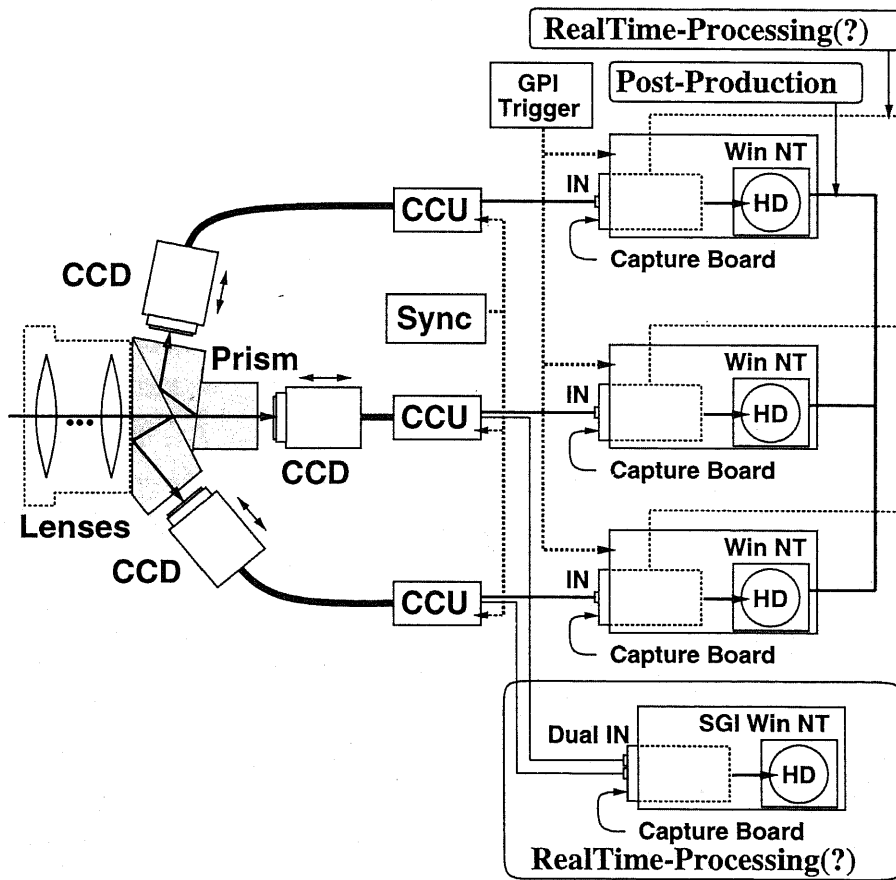 RealTime-Processing(?)
GPI
Trigger
Post-Production
Win NT
IN
HD
CCU
Capture Board
CCD
Sync
Prism
Win NT
IN
HD
CCU
Capture Board
CCD
Lenses
CCD
Win NT
IN
HD
CCU
Capture Board
SGI Win NT
Dual IN
HD
Capture Board
RealTime-Processing(?)